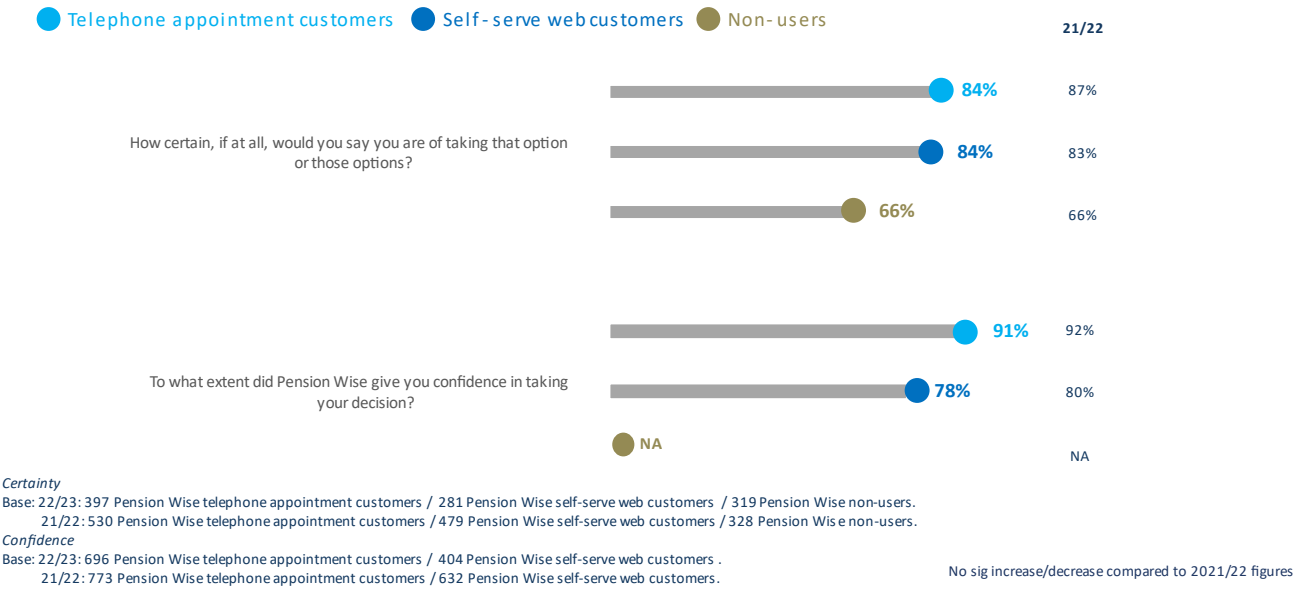 Telephone appointment customers Self-serve web customers Non-users
21/22
84% 87%
How certain, if at all, would you say you are of taking that option
or those options?
84% 83%
66% 66%
91% 92%
To what extent did Pension Wise give you confidence in taking
your decision?
78% 80%
NA
NA
Certainty
Base: 22/23: 397 Pension Wise telephone appointment customers / 281 Pension Wise self-serve web customers / 319 Pension Wise non-users.
21/22: 530 Pension Wise telephone appointment customers / 479 Pension Wise self-serve web customers / 328 Pension Wise non-users.
Confidence
Base: 22/23: 696 Pension Wise telephone appointment customers / 404 Pension Wise self-serve web customers .
21/22: 773 Pension Wise telephone appointment customers / 632 Pension Wise self-serve web customers.
No sig increase/decrease compared to 2021/22 figures